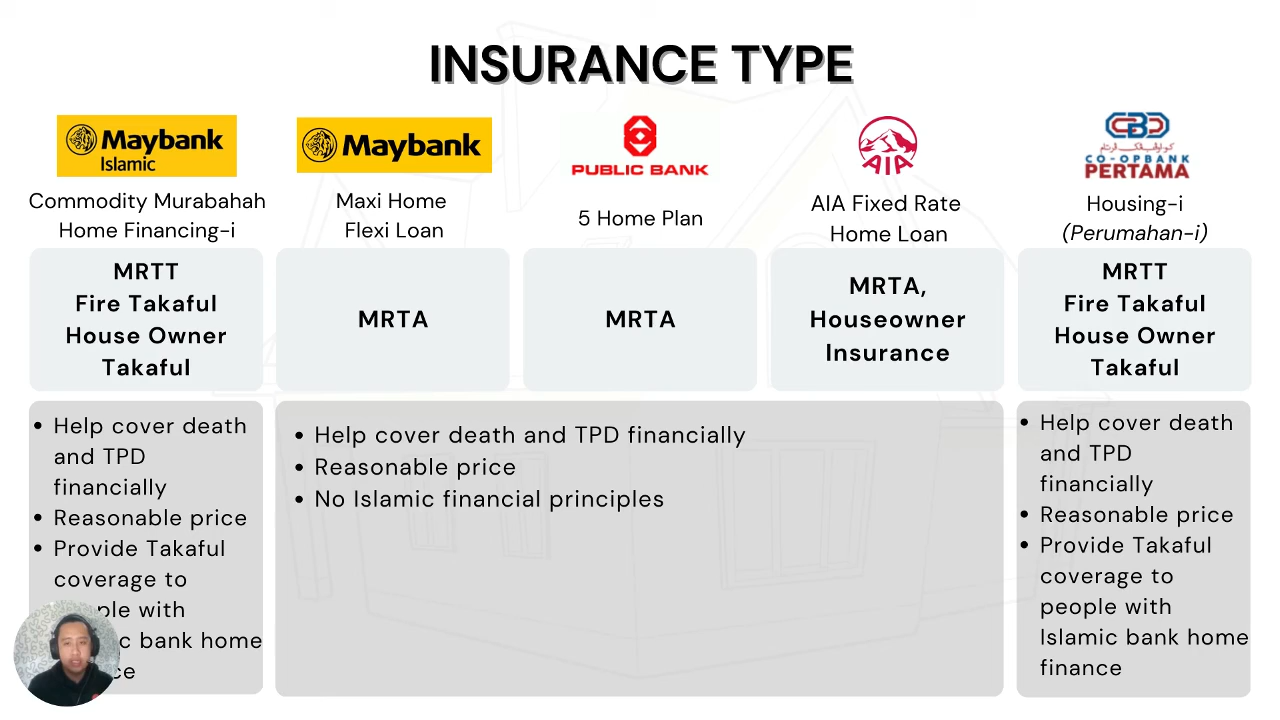 INSURANCE TYPE
Maybank
Islamic
Commodity Murabahah
Home Financing-i
Maybank
Maxi Home
Flexi Loan
PUBLIC BANK
5 Home Plan
AIA
AIA Fixed Rate
Home Loan
CBP
CO-OPBANK
PERTAMA
Housing-i
(Perumahan-i)
MRTT
Fire Takaful
House Owner
Takaful
MRTA
MRTA
MRTA,
Houseowner
Insurance
MRTT
Fire Takaful
House Owner
Takaful
• Help cover death
and TPD
financially
• Reasonable price
• Provide Takaful
coverage to
ple with
c bank home
ce
• Help cover death and TPD financially
• Reasonable price
• No Islamic financial principles
• Help cover death
and TPD
financially
• Reasonable price
• Provide Takaful
coverage to
people with
Islamic bank home
finance